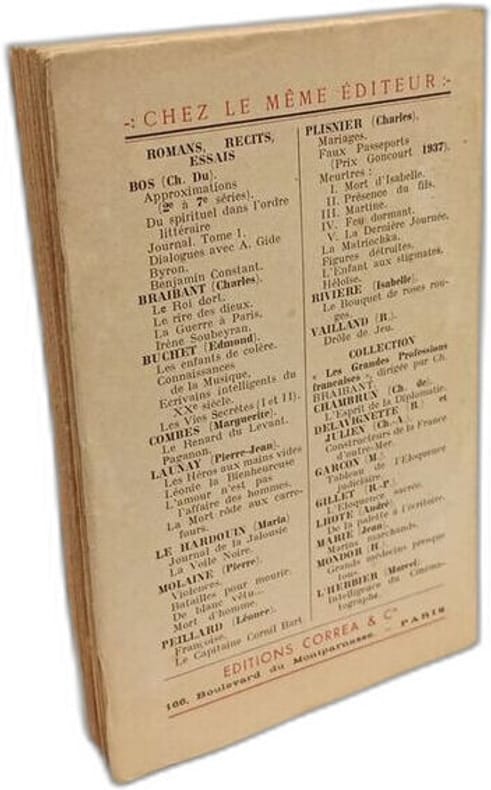 -: CHEZ LE MÊME ÉDITEUR :-
ROMANS, RECITS,
ESSAIS
BOS (Ch. Du).
Approximations
(2e à 7e séries).
Du spirituel dans l'ordre
littéraire
Journal. Tome 1.
Dialogues avec A. Gide
Byron.
Benjamin Constant.
BRAIBANT (Charles).
Le Roi dort.
Le rire des dieux.
La Guerre à Paris.
Irène Soubeyran.
BUCHET (Edmond).
Les enfants de colère.
Connaissances
de la Musique.
Ecrivains intelligents du
XXe siècle.
Les Vies Secrètes (I et II).
COMBES (Marguerite).
Le Renard du Levant.
Paganon.
LAUNAY (Pierre-Jean).
Les Héros aux mains vides
Léonie la Bienheureuse
L'amour n'est pas
l'affaire des hommes.
La Mort rôde aux carre-
fours.
LE HARDOUIN (Maria)
Journal de la Jalousie
La Voile Noire.
MOLAINE (Pierre).
Violences.
Batailles pour mourir.
De blanc vêtu...
Mort d'homme.
PEILLARD (Léonce).
Françoise.
Le Capitaine Cornil Bart
PLISNIER (Charles).
Mariages.
Faux Passeports
(Prix Goncourt 1937).
Meurtres :
I. Mort d'Isabelle.
II. Présence du fils.
III. Martine.
IV. Feu dormant.
V. La Dernière Journée.
La Matriochka.
Figures détruites.
L'Enfant aux stigmates.
Héloïse.
RIVIERE (Isabelle).
Le Bouquet de roses rou-
ges.
VAILLAND (R.).
Drôle de Jeu.
COLLECTION
« Les Grandes Professions
françaises », dirigée par Ch.
BRAIBANT.
CHAMBRUN (Ch. de).
L'Esprit de la Diplomatie.
DELAVIGNETTE (R.) et
JULIEN (Ch.-A.)
Constructeurs de la France
d'outre-Mer.
GARÇON (M.).
Tableau de l'Eloquence
judiciaire.
GILLET (R.-P.).
L'Eloquence sacrée.
LHOTE (André).
De la palette à l'écritoire.
MARIE (Jean).
Marins marchands.
MONDOR (H.).
Grands médecins presque
tous.
L'HERBIER (Marcel).
Intelligence du Cinéma-
tographe.
EDITIONS CORREA & Cie
166, Boulevard du Montparnasse. - PARIS